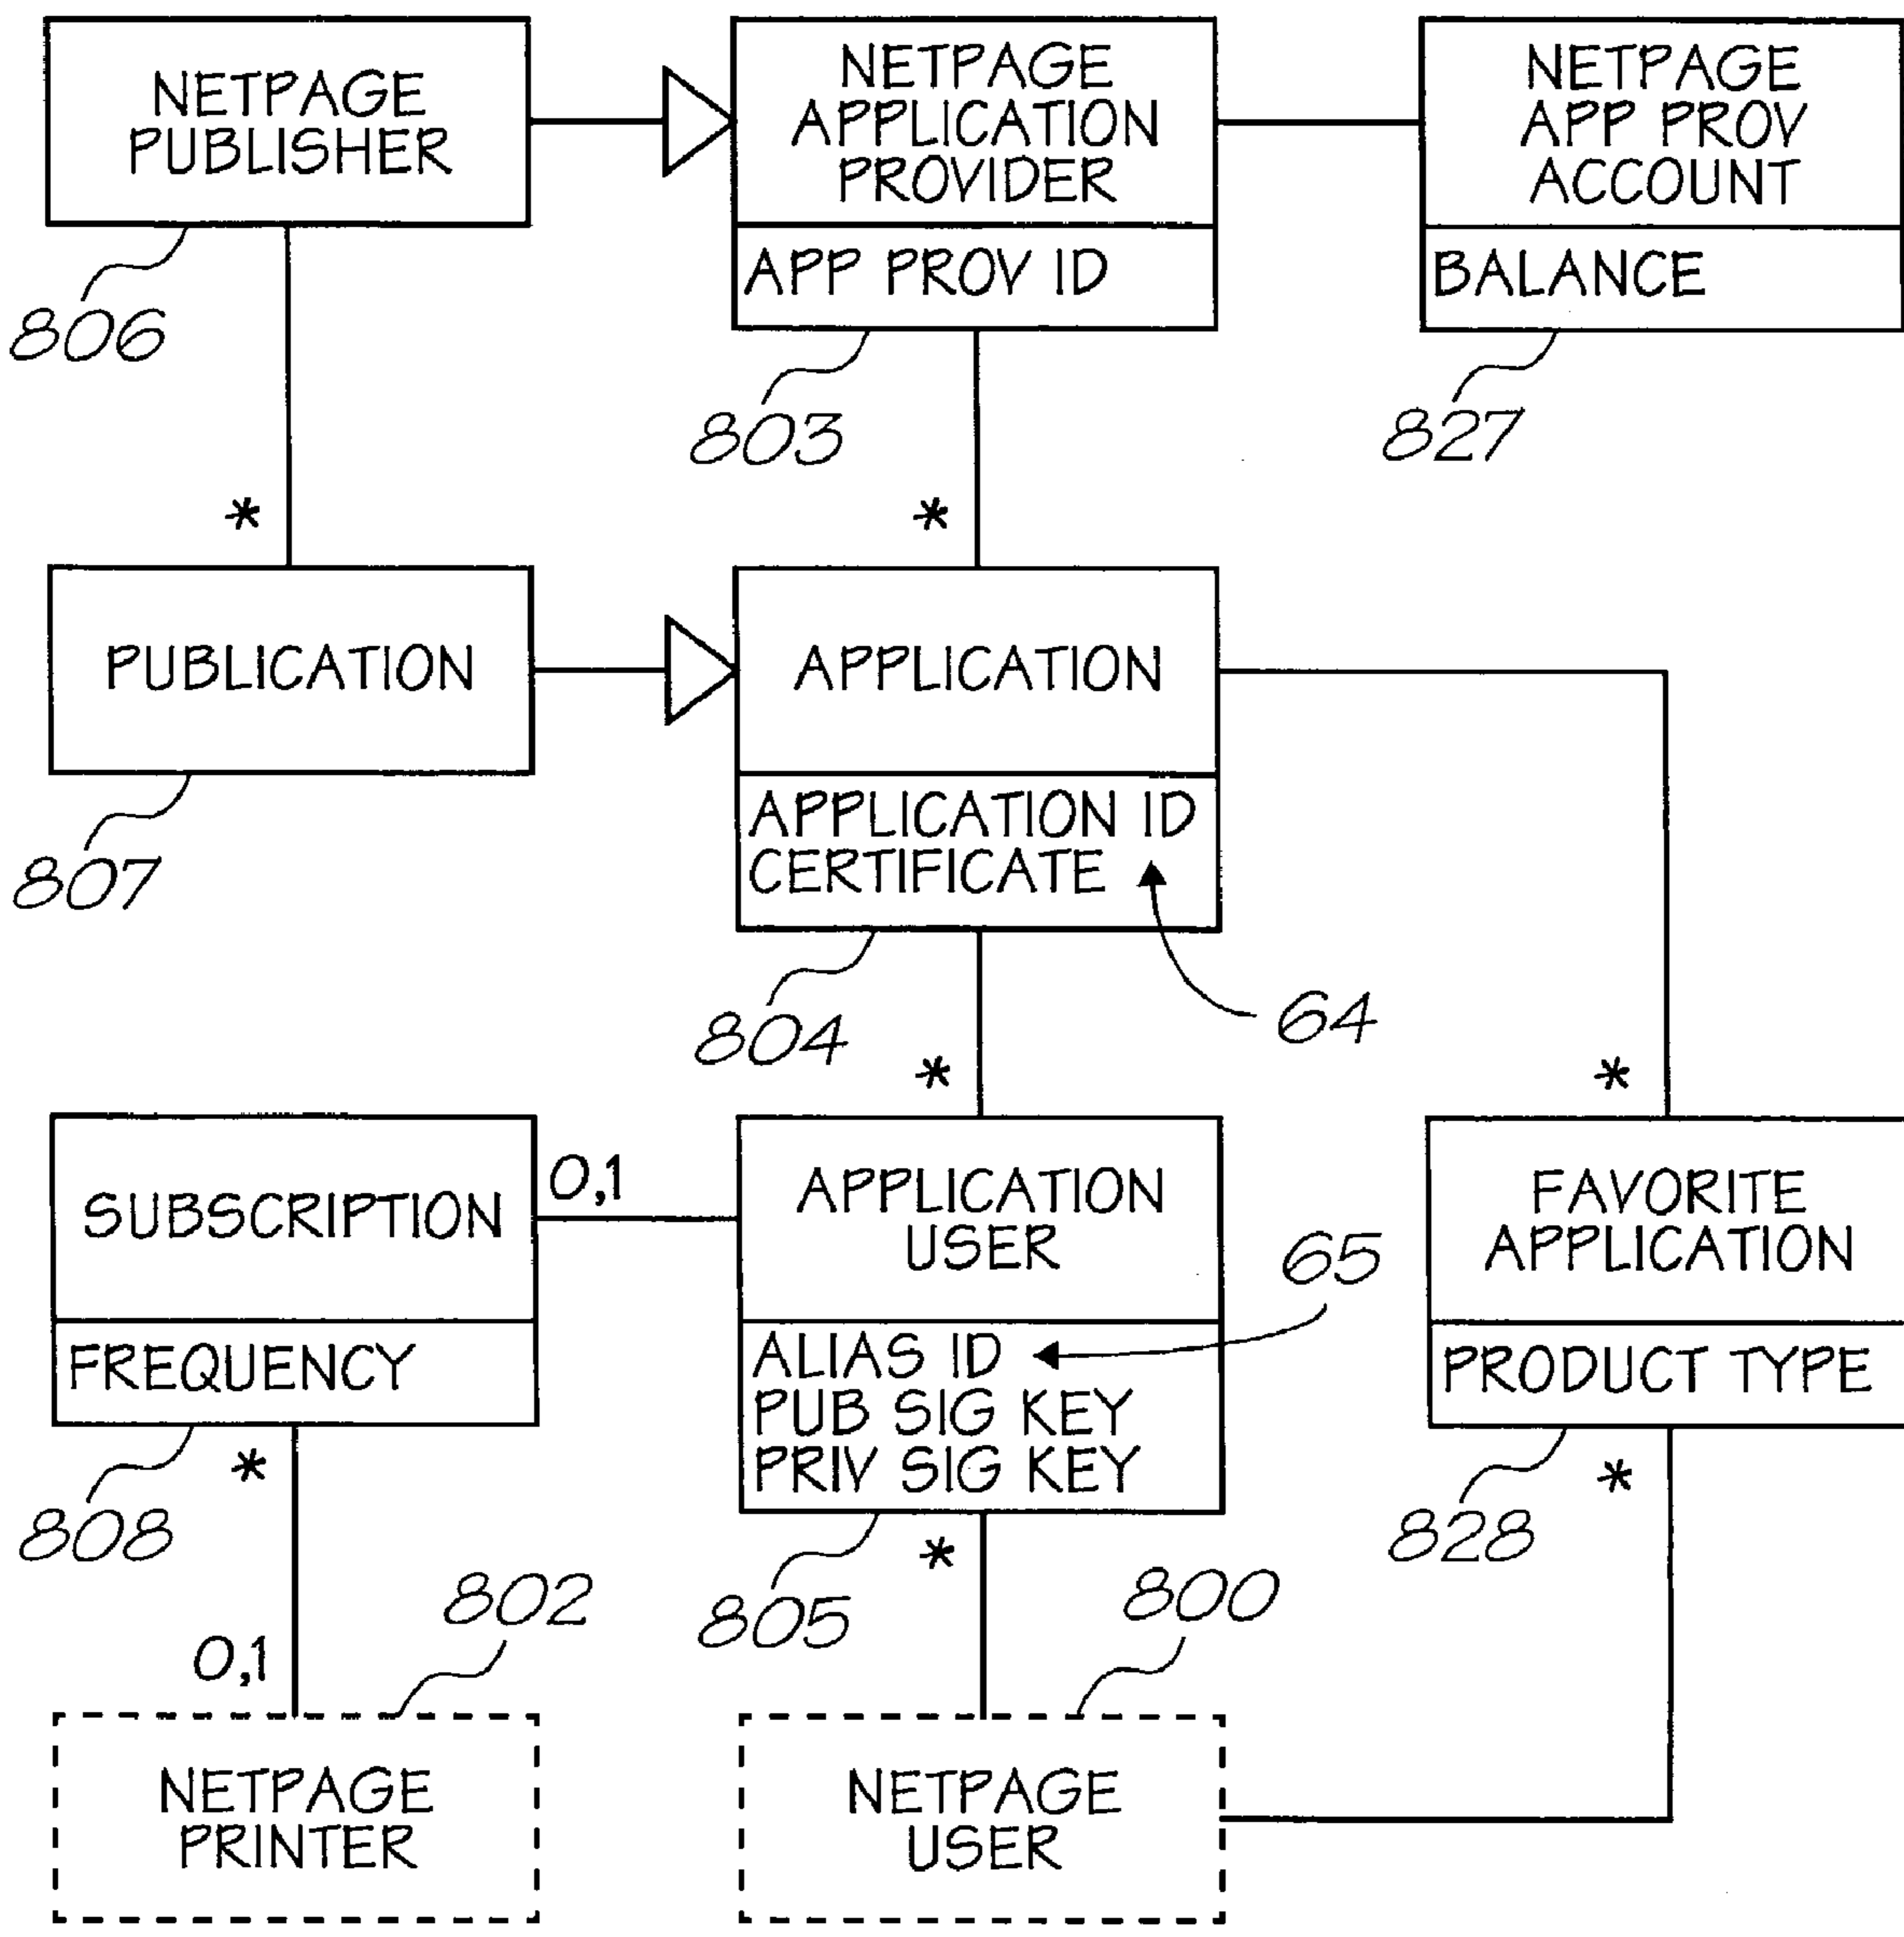 NETPAGE
PUBLISHER
NETPAGE
APPLICATION
PROVIDER
APP PROV ID
NETPAGE
APP PROV
ACCOUNT
BALANCE
806
803
827
*
*
PUBLICATION
APPLICATION
APPLICATION ID
CERTIFICATE
807
804
64
*
*
SUBSCRIPTION
FREQUENCY
0,1
APPLICATION
USER
ALIAS ID
PUB SIG KEY
PRIV SIG KEY
65
FAVORITE
APPLICATION
PRODUCT TYPE
808
*
805
*
828
*
802
800
0,1
NETPAGE
PRINTER
NETPAGE
USER